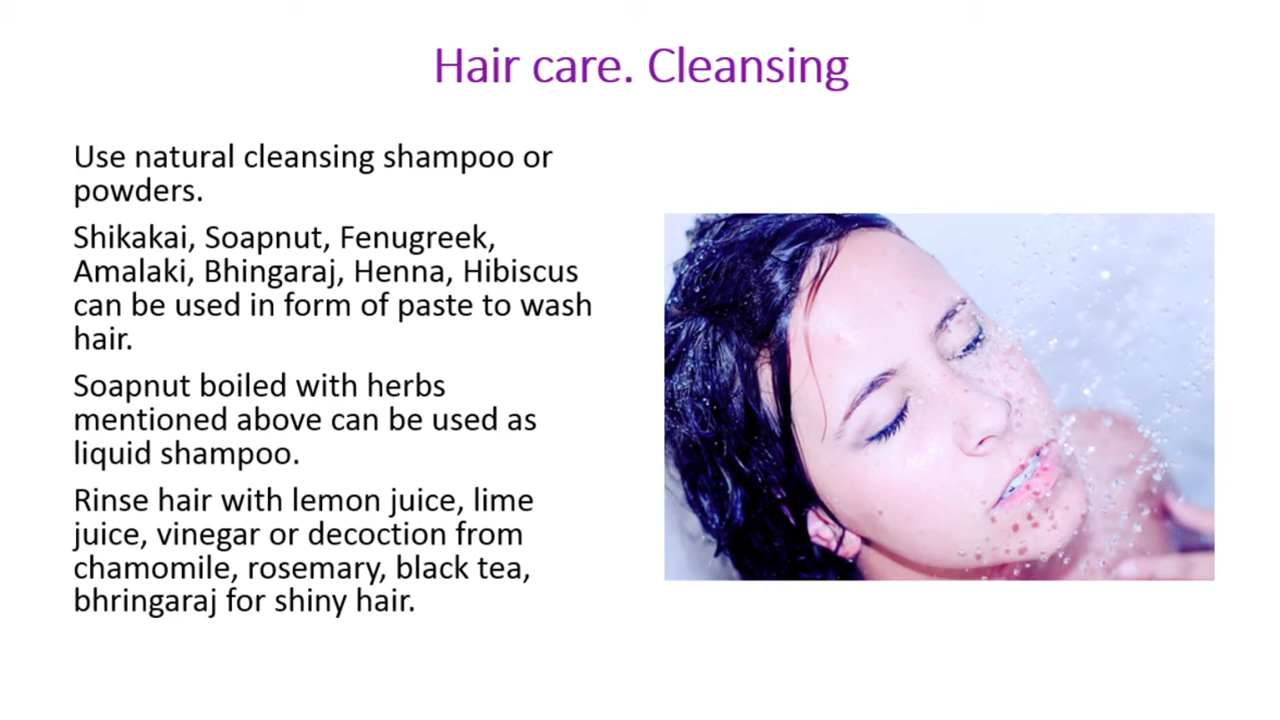 Hair care. Cleansing
Use natural cleansing shampoo or
powders.
Shikakai, Soapnut, Fenugreek,
Amalaki, Bhingaraj, Henna, Hibiscus
can be used in form of paste to wash
hair.
Soapnut boiled with herbs
mentioned above can be used as
liquid shampoo.
Rinse hair with lemon juice, lime
juice, vinegar or decoction from
chamomile, rosemary, black tea,
bhringaraj for shiny hair.